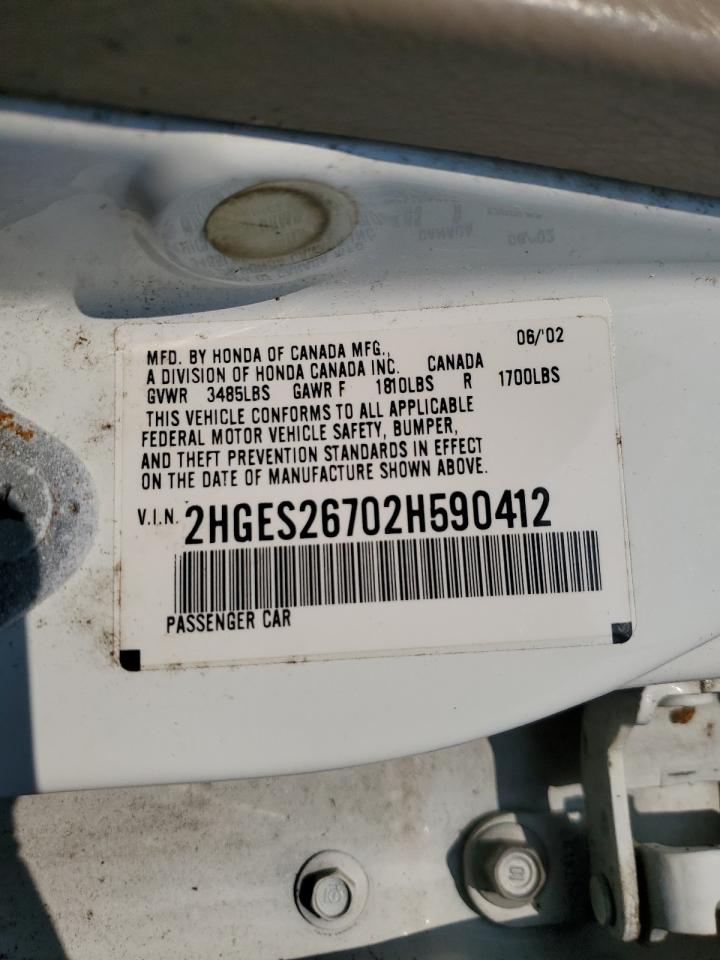 MFD. BY HONDA OF CANADA MFG., 06/'02
A DIVISION OF HONDA CANADA INC. CANADA
GVWR 3485LBS GAWR F 1810LBS R 1700LBS
THIS VEHICLE CONFORMS TO ALL APPLICABLE
FEDERAL MOTOR VEHICLE SAFETY, BUMPER,
AND THEFT PREVENTION STANDARDS IN EFFECT
ON THE DATE OF MANUFACTURE SHOWN ABOVE.
V.I.N. 2HGES26702H590412
PASSENGER CAR